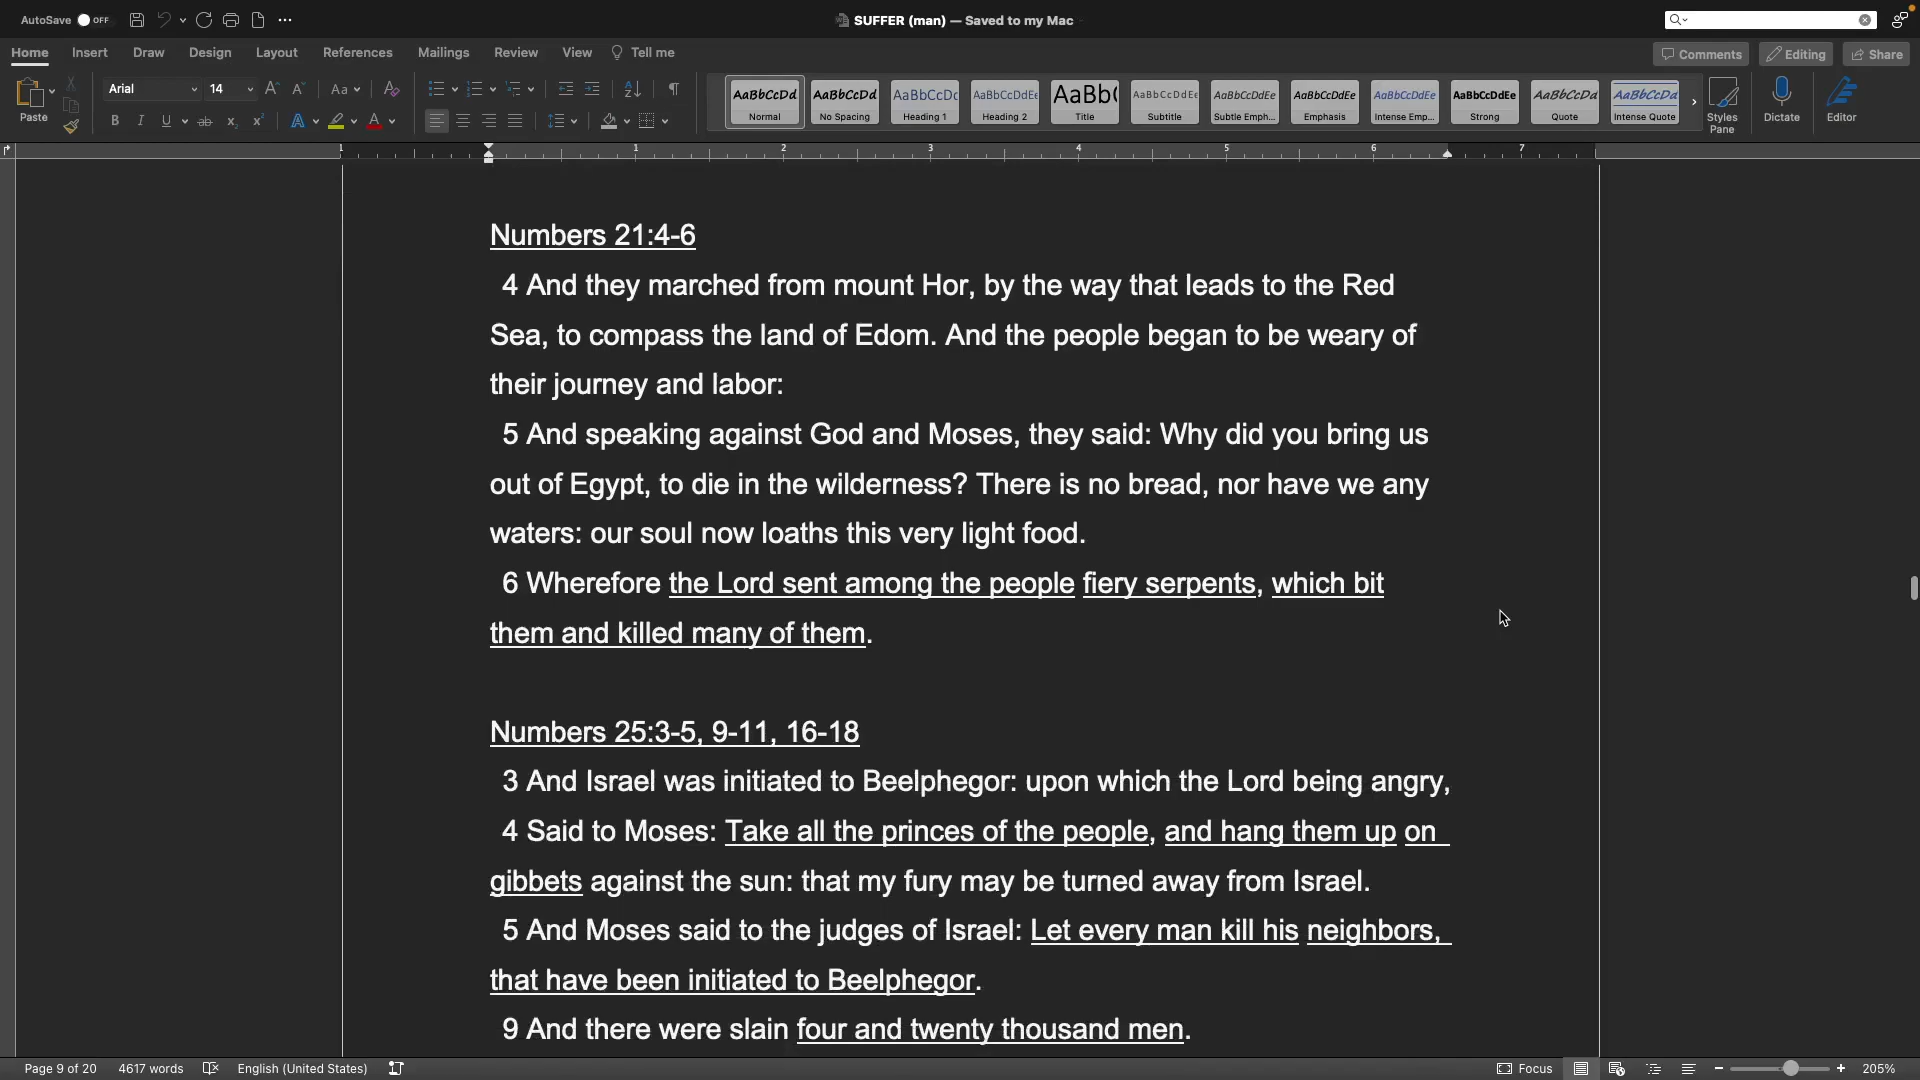 AutoSave OFF
SUFFER (man) — Saved to my Mac
Home Insert Draw Design Layout References Mailings Review View Tell me
Comments Editing Share
Paste
Arial 14
AaBbCcDd AaBbCcDd AaBbCcDc AaBbCcDdEe AaBb( AaBbCcDdEe AaBbCcDdEe AaBbCcDdEe AaBbCcDdEe AaBbCcDdEe AaBbCcDd AaBbCcDd
Normal No Spacing Heading 1 Heading 2 Title Subtitle Subtle Emph... Emphasis Intense Emp... Strong Quote Intense Quote
Styles Pane
Dictate
Editor
1 1 2 3 4 5 6 7
Numbers 21:4-6
4 And they marched from mount Hor, by the way that leads to the Red
Sea, to compass the land of Edom. And the people began to be weary of
their journey and labor:
5 And speaking against God and Moses, they said: Why did you bring us
out of Egypt, to die in the wilderness? There is no bread, nor have we any
waters: our soul now loaths this very light food.
6 Wherefore the Lord sent among the people fiery serpents, which bit
them and killed many of them.
Numbers 25:3-5, 9-11, 16-18
3 And Israel was initiated to Beelphegor: upon which the Lord being angry,
4 Said to Moses: Take all the princes of the people, and hang them up on
gibbets against the sun: that my fury may be turned away from Israel.
5 And Moses said to the judges of Israel: Let every man kill his neighbors,
that have been initiated to Beelphegor.
9 And there were slain four and twenty thousand men.
Page 9 of 20 4617 words English (United States) Focus 205%